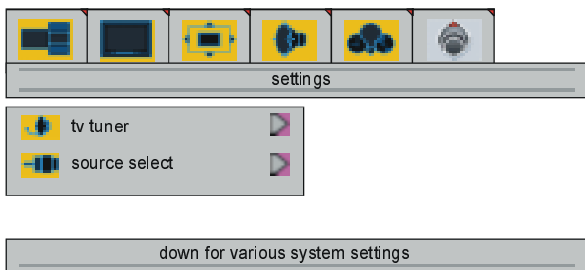 settings
tv tuner
source select
down for various system settings